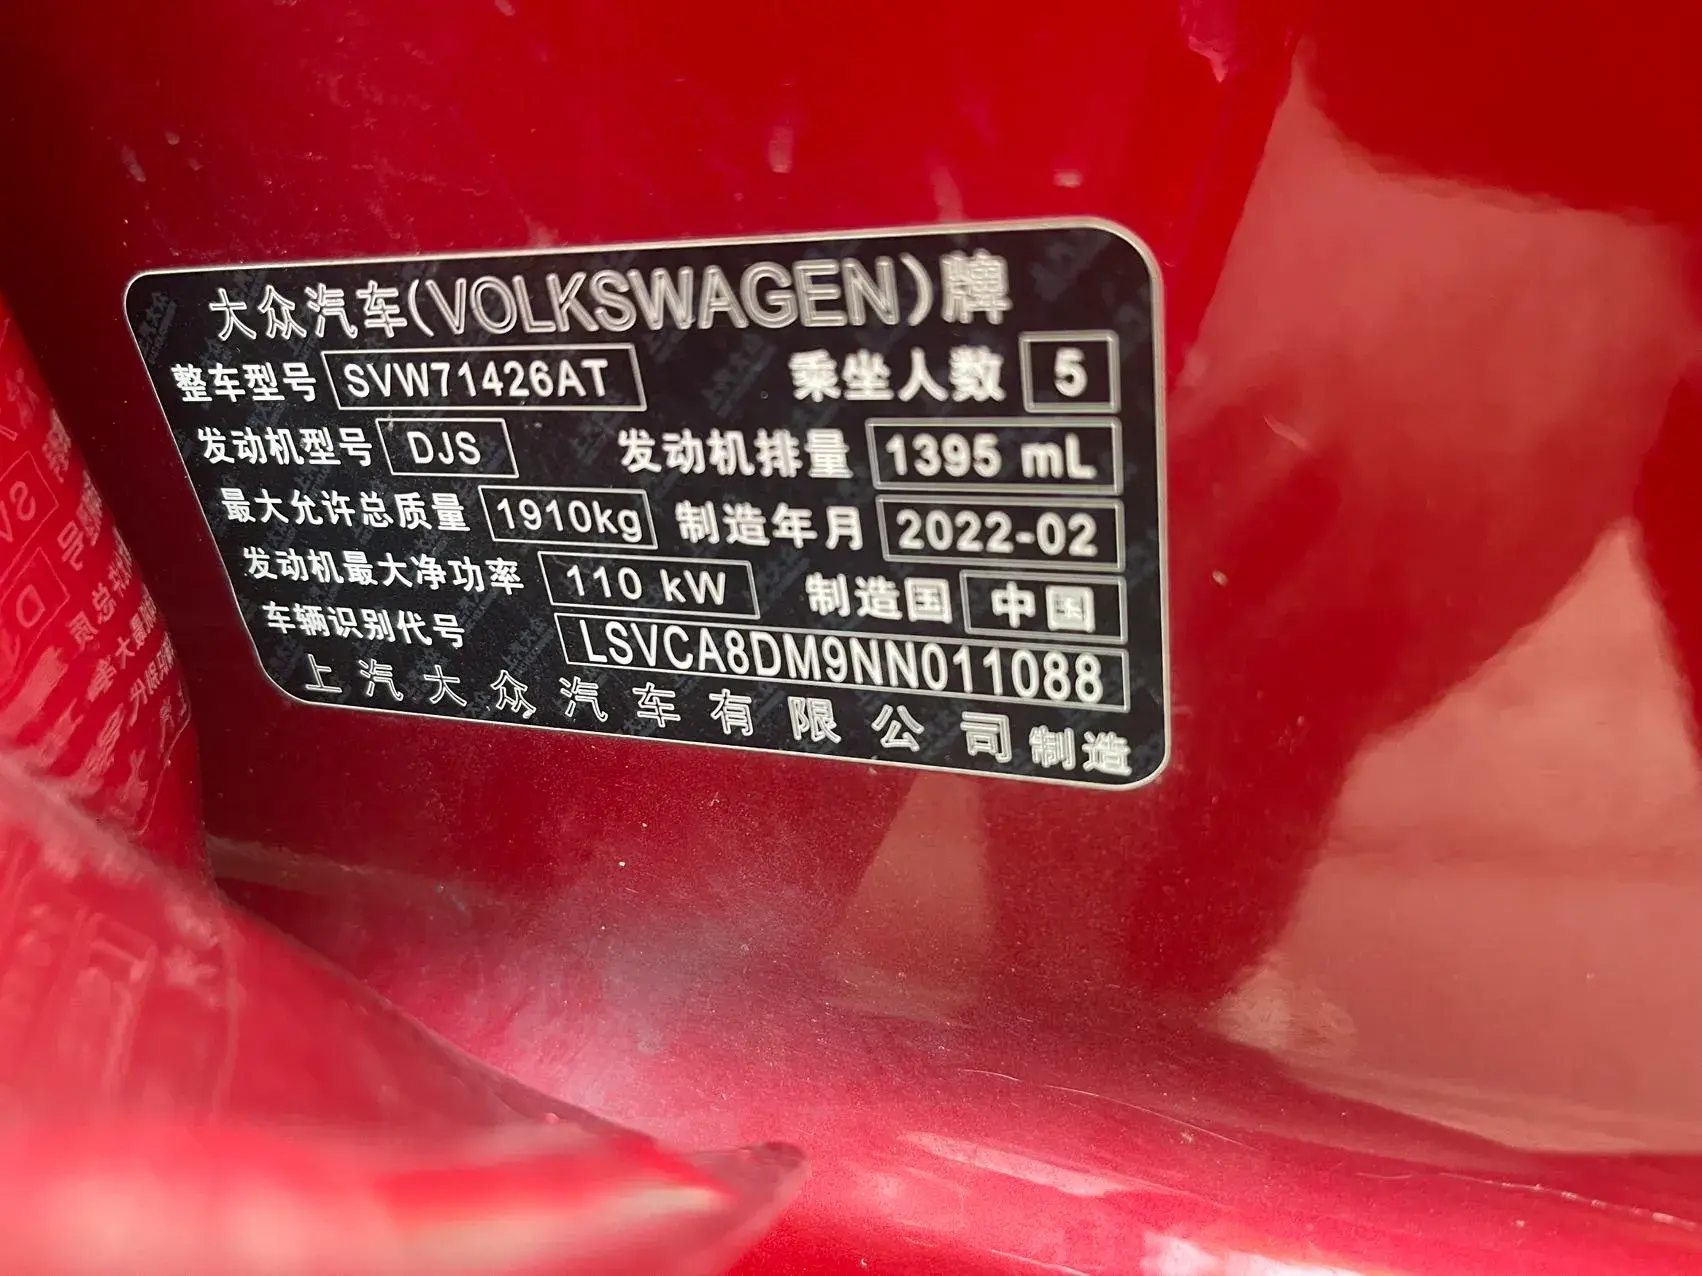 大众汽车(VOLKSWAGEN)牌
整车型号 SVW71426AT 乘坐人数 5
发动机型号 DJS 发动机排量 1395 mL
最大允许总质量 1910kg 制造年月 2022-02
发动机最大净功率 110 kW 制造国 中国
车辆识别代号 LSVCA8DM9NN011088
上汽大众汽车有限公司制造